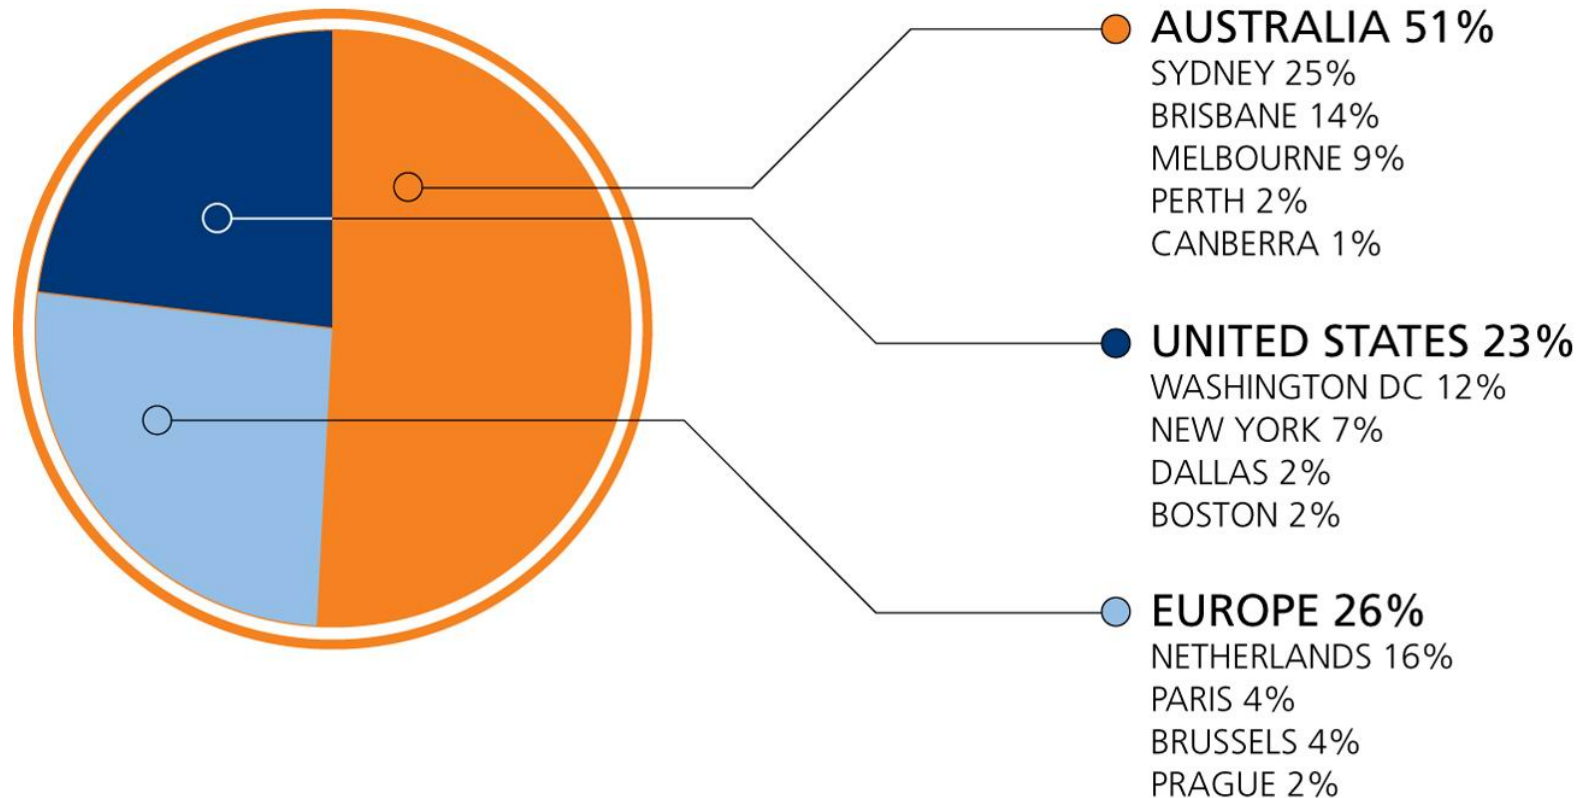 AUSTRALIA 51%
SYDNEY 25%
BRISBANE 14%
MELBOURNE 9%
PERTH 2%
CANBERRA 1%
UNITED STATES 23%
WASHINGTON DC 12%
NEW YORK 7%
DALLAS 2%
BOSTON 2%
EUROPE 26%
NETHERLANDS 16%
PARIS 4%
BRUSSELS 4%
PRAGUE 2%